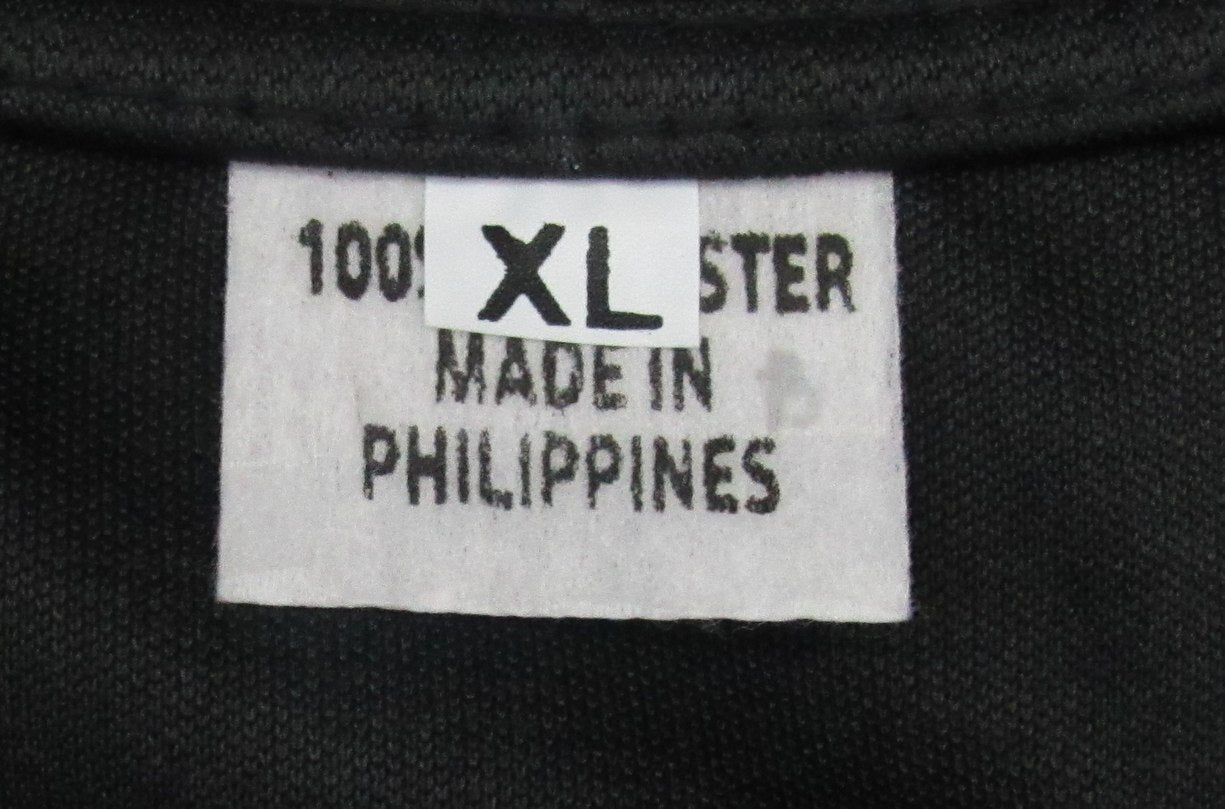 XL
100% STER
MADE IN
PHILIPPINES